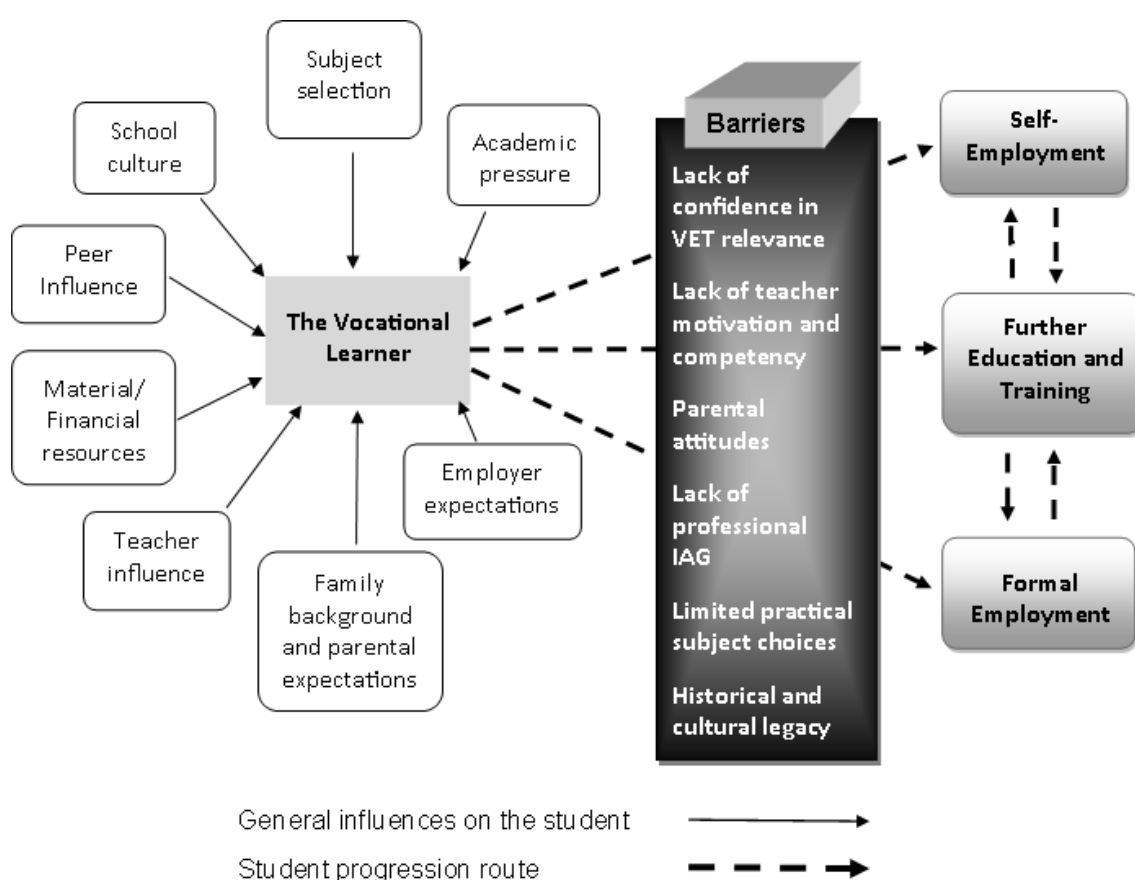 Subject
selection
School
culture
Academic
pressure
Peer
Influence
The Vocational
Learner
Material/
Financial
resources
Teacher
influence
Family
background
and parental
expectations
Employer
expectations
Barriers
Lack of
confidence in
VET relevance
Lack of teacher
motivation and
competency
Parental
attitudes
Lack of
professional
IAG
Limited practical
subject choices
Historical and
cultural legacy
Self-
Employment
Further
Education and
Training
Formal
Employment
General influences on the student
Student progression route